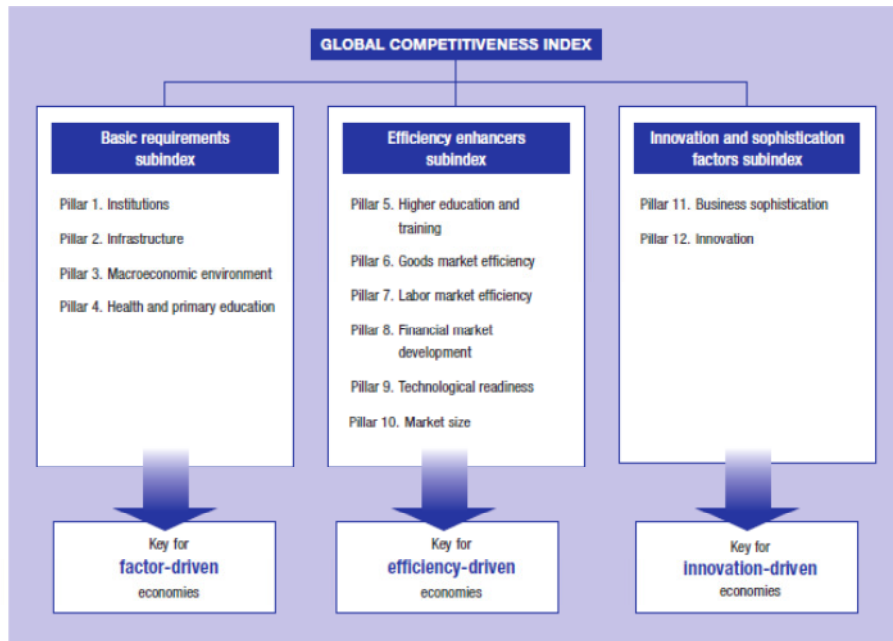 GLOBAL COMPETITIVENESS INDEX
Basic requirements
subindex
Pillar 1. Institutions
Pillar 2. Infrastructure
Pillar 3. Macroeconomic environment
Pillar 4. Health and primary education
Key for
factor-driven
economies
Efficiency enhancers
subindex
Pillar 5. Higher education and
training
Pillar 6. Goods market efficiency
Pillar 7. Labor market efficiency
Pillar 8. Financial market
development
Pillar 9. Technological readiness
Pillar 10. Market size
Key for
efficiency-driven
economies
Innovation and sophistication
factors subindex
Pillar 11. Business sophistication
Pillar 12. Innovation
Key for
innovation-driven
economies